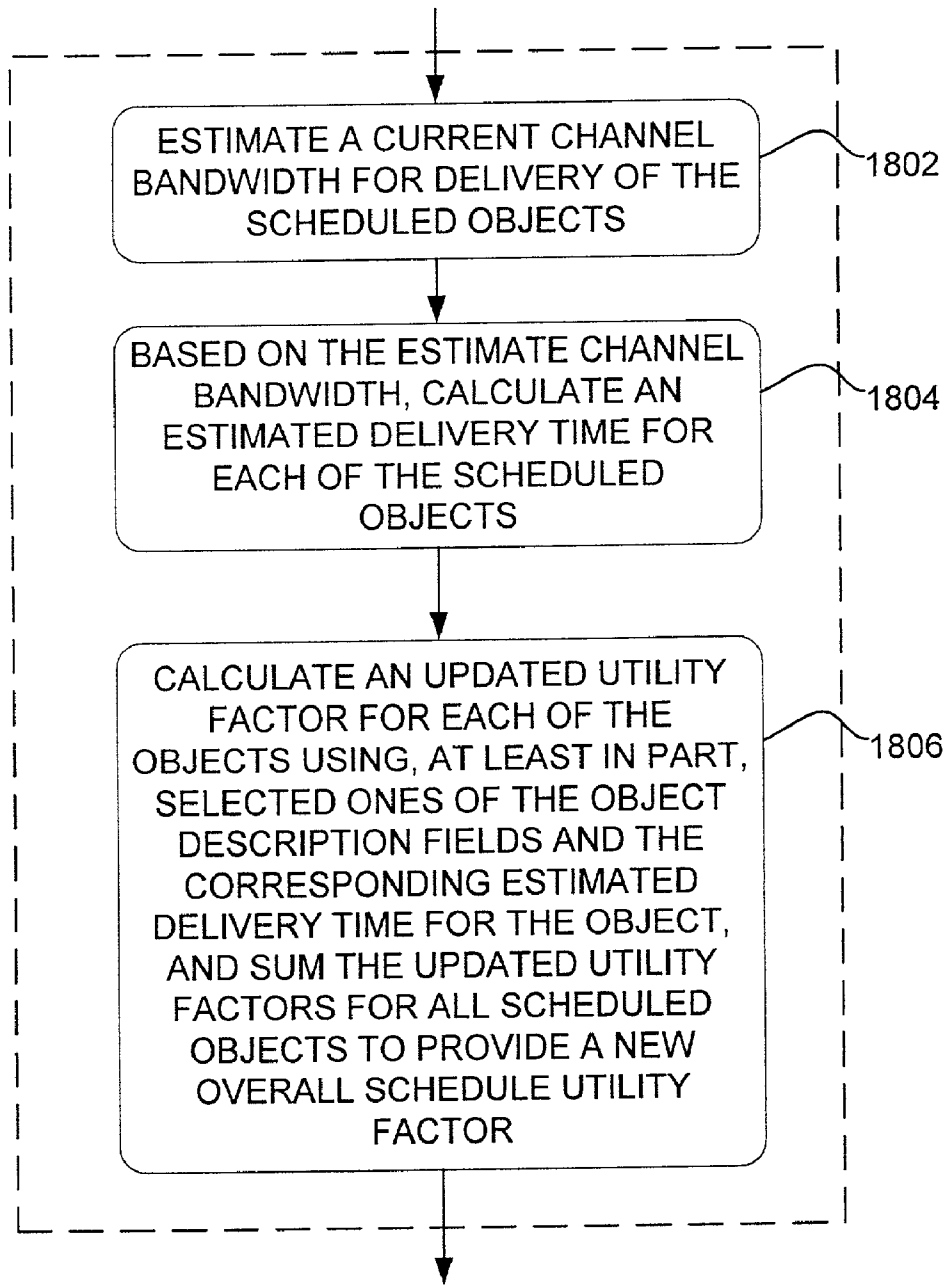 ESTIMATE A CURRENT CHANNEL
BANDWIDTH FOR DELIVERY OF THE
SCHEDULED OBJECTS
1802
BASED ON THE ESTIMATE CHANNEL
BANDWIDTH, CALCULATE AN
ESTIMATED DELIVERY TIME FOR
EACH OF THE SCHEDULED
OBJECTS
1804
CALCULATE AN UPDATED UTILITY
FACTOR FOR EACH OF THE
OBJECTS USING, AT LEAST IN PART,
SELECTED ONES OF THE OBJECT
DESCRIPTION FIELDS AND THE
CORRESPONDING ESTIMATED
DELIVERY TIME FOR THE OBJECT,
AND SUM THE UPDATED UTILITY
FACTORS FOR ALL SCHEDULED
OBJECTS TO PROVIDE A NEW
OVERALL SCHEDULE UTILITY
FACTOR
1806